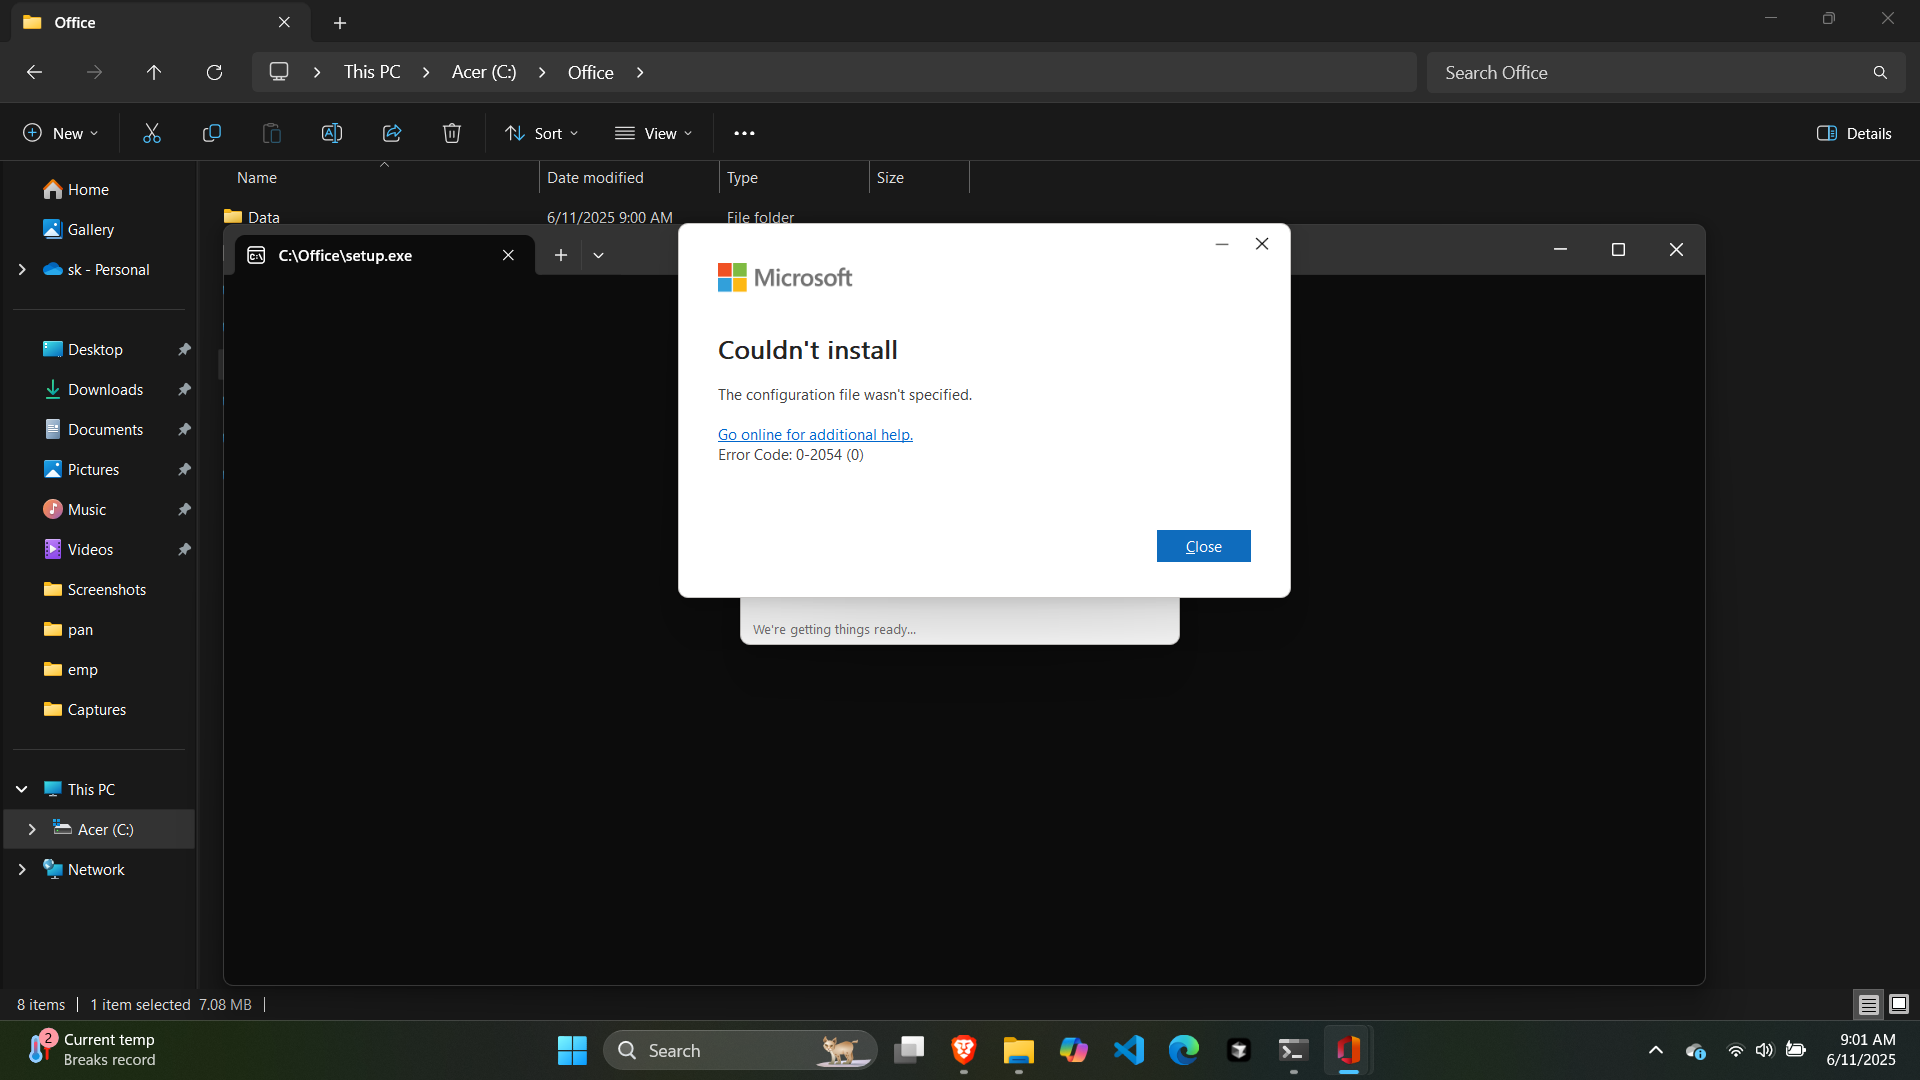 Office
This PC
Acer (C:)
Office
Search Office
New
Sort
View
Details
Name
Date modified
Type
Size
Data
6/11/2025 9:00 AM
File folder
Home
Gallery
sk - Personal
Desktop
Downloads
Documents
Pictures
Music
Videos
Screenshots
pan
emp
Captures
This PC
Acer (C:)
Network
C:\Office\setup.exe
Microsoft
Couldn't install
The configuration file wasn't specified.
Go online for additional help.
Error Code: 0-2054 (0)
Close
We're getting things ready...
8 items
1 item selected 7.08 MB
2
Current temp
Breaks record
Search
9:01 AM
6/11/2025